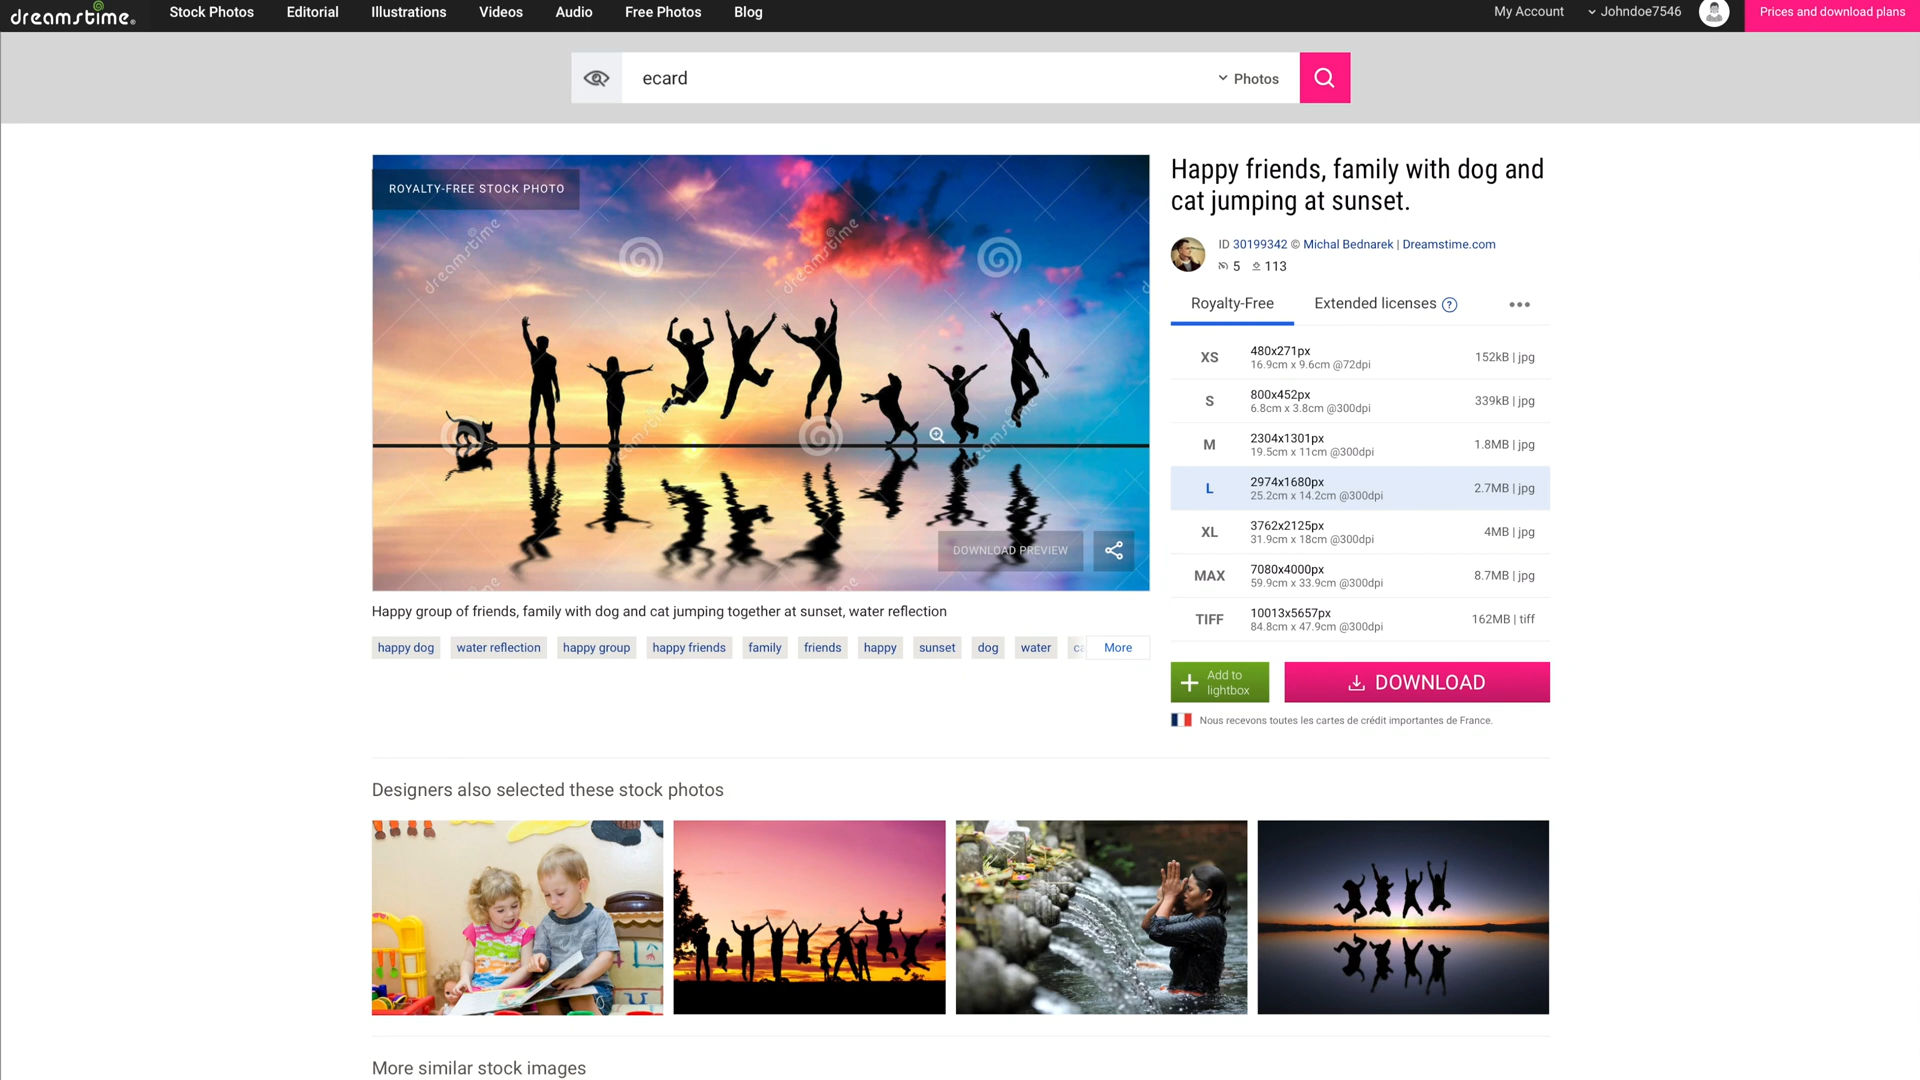 dreamstime®
Stock Photos
Editorial
Illustrations
Videos
Audio
Free Photos
Blog
My Account
Johndoe7546
Prices and download plans
ecard
Photos
ROYALTY-FREE STOCK PHOTO
dreamstime
dreamstime
dreamstime
dreamstime
DOWNLOAD PREVIEW
Happy group of friends, family with dog and cat jumping together at sunset, water reflection
happy dog
water reflection
happy group
happy friends
family
friends
happy
sunset
dog
water
More
Happy friends, family with dog and
cat jumping at sunset.
ID 30199342 © Michal Bednarek | Dreamstime.com
5 113
Royalty-Free
Extended licenses ?
XS 480x271px 152kB | jpg
16.9cm x 9.6cm @72dpi
S 800x452px 339kB | jpg
6.8cm x 3.8cm @300dpi
M 2304x1301px 1.8MB | jpg
19.5cm x 11cm @300dpi
L 2974x1680px 2.7MB | jpg
25.2cm x 14.2cm @300dpi
XL 3762x2125px 4MB | jpg
31.9cm x 18cm @300dpi
MAX 7080x4000px 8.7MB | jpg
59.9cm x 33.9cm @300dpi
TIFF 10013x5657px 162MB | tiff
84.8cm x 47.9cm @300dpi
Add to
lightbox
DOWNLOAD
Nous recevons toutes les cartes de crédit importantes de France.
Designers also selected these stock photos
More similar stock images